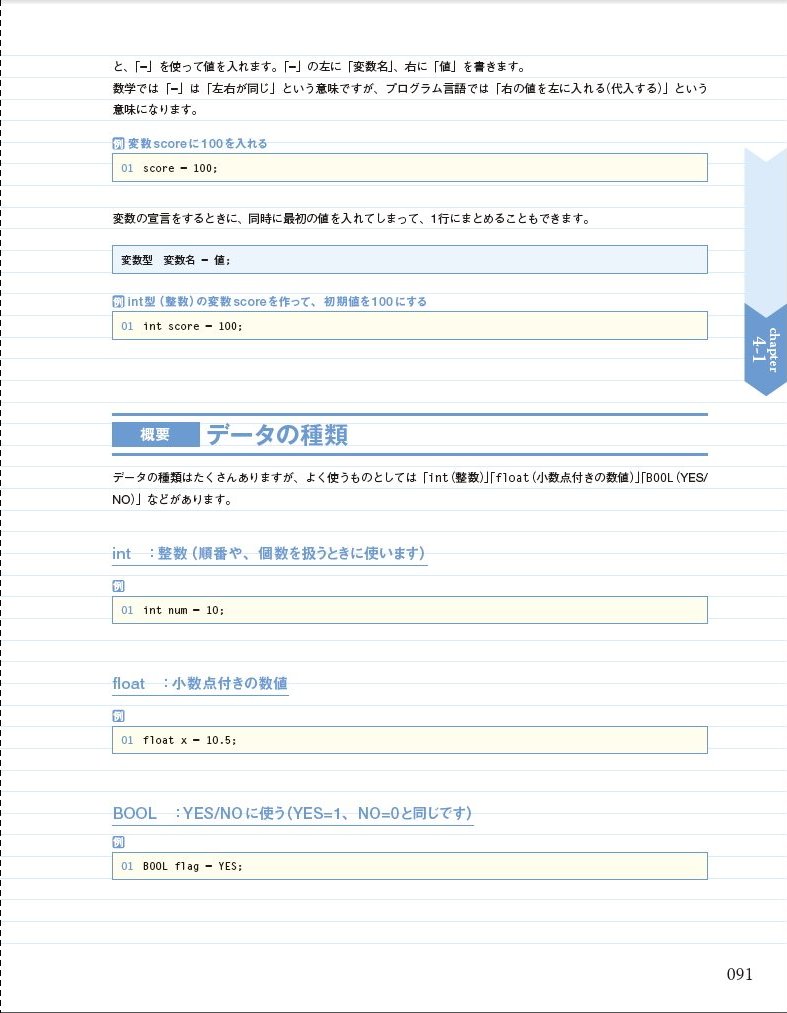 と、「=」を使って値を入れます。「=」の左に「変数名」、右に「値」を書きます。
数学では「=」は「左右が同じ」という意味ですが、プログラム言語では「右の値を左に入れる(代入する)」という
意味になります。
例 変数scoreに100を入れる
01 score = 100;
変数の宣言をするときに、同時に最初の値を入れてしまって、1行にまとめることもできます。
変数型 変数名 = 値;
例 int型(整数)の変数scoreを作って、初期値を100にする
01 int score = 100;
chapter
4-1
概要 データの種類
データの種類はたくさんありますが、よく使うものとしては「int(整数)」「float(小数点付きの数値)」「BOOL(YES/
NO)」などがあります。
int :整数(順番や、個数を扱うときに使います)
例
01 int num = 10;
float :小数点付きの数値
例
01 float x = 10.5;
BOOL :YES/NOに使う(YES=1、NO=0と同じです)
例
01 BOOL flag = YES;
091